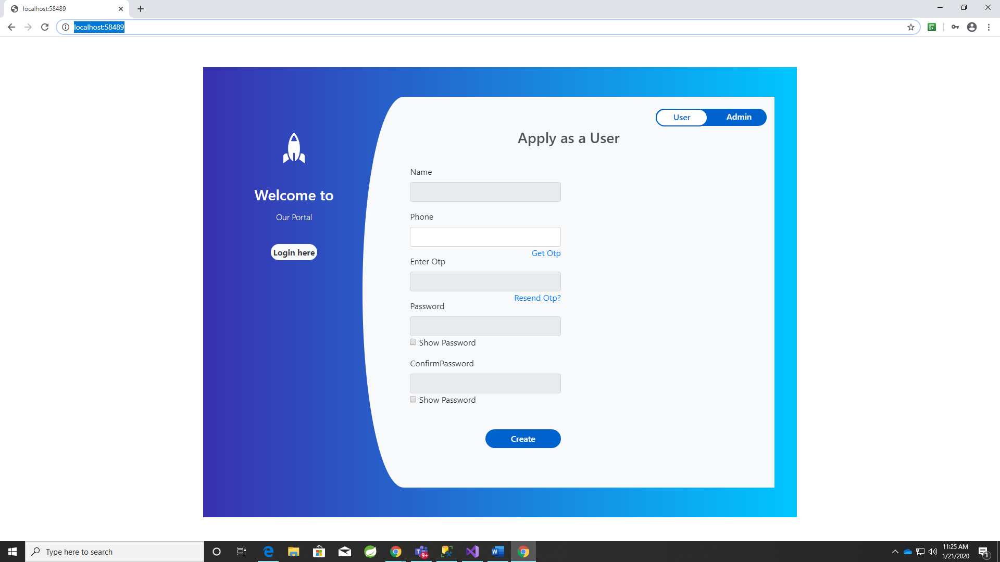 localhost:58489
localhost:58489
User
Admin
Apply as a User
Welcome to
Our Portal
Login here
Name
Phone
Get Otp
Enter Otp
Resend Otp?
Password
Show Password
ConfirmPassword
Show Password
Create
Type here to search
9+
11:25 AM
1/21/2020
1